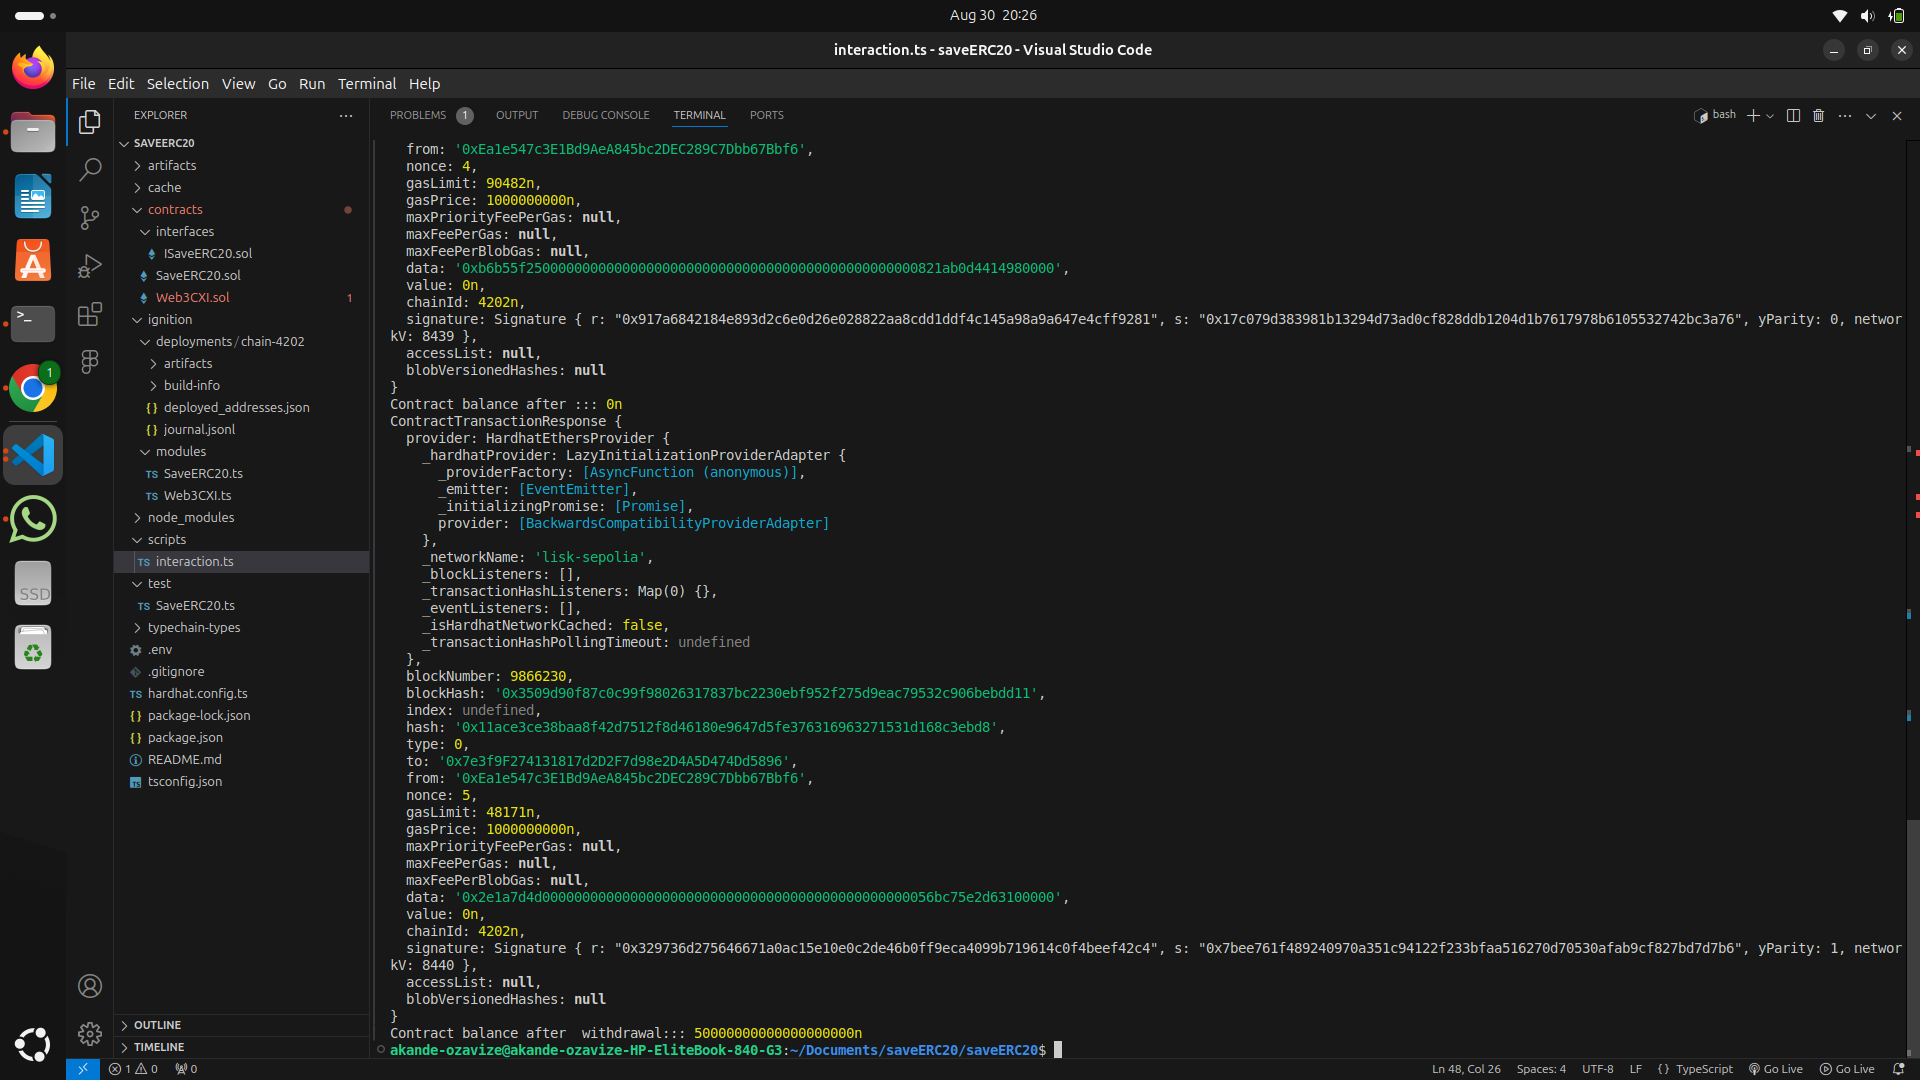 Aug 30 20:26
interaction.ts - saveERC20 - Visual Studio Code
File Edit Selection View Go Run Terminal Help
EXPLORER
SAVEERC20
artifacts
cache
contracts
interfaces
ISaveERC20.sol
SaveERC20.sol
Web3CXI.sol 1
ignition
deployments / chain-4202
artifacts
build-info
deployed_addresses.json
journal.jsonl
modules
TS SaveERC20.ts
TS Web3CXI.ts
node_modules
scripts
TS interaction.ts
test
TS SaveERC20.ts
typechain-types
.env
.gitignore
TS hardhat.config.ts
{ } package-lock.json
{ } package.json
README.md
tsconfig.json
OUTLINE
TIMELINE
PROBLEMS 1 OUTPUT DEBUG CONSOLE TERMINAL PORTS
bash
from: '0xEa1e547c3E1Bd9AeA845bc2DEC289C7Dbb67Bbf6',
nonce: 4,
gasLimit: 90482n,
gasPrice: 1000000000n,
maxPriorityFeePerGas: null,
maxFeePerGas: null,
maxFeePerBlobGas: null,
data: '0xb6b55f25000000000000000000000000000000000000000000000821ab0d4414980000',
value: 0n,
chainId: 4202n,
signature: Signature { r: "0x917a6842184e893d2c6e0d26e028822aa8cdd1ddf4c145a98a9a647e4cff9281", s: "0x17c079d383981b13294d73ad0cf828ddb1204d1b7617978b6105532742bc3a76", yParity: 0, networ
kV: 8439 },
accessList: null,
blobVersionedHashes: null
}
Contract balance after ::: 0n
ContractTransactionResponse {
provider: HardhatEthersProvider {
_hardhatProvider: LazyInitializationProviderAdapter {
_providerFactory: [AsyncFunction (anonymous)],
_emitter: [EventEmitter],
_initializingPromise: [Promise],
provider: [BackwardsCompatibilityProviderAdapter]
},
_networkName: 'lisk-sepolia',
_blockListeners: [],
_transactionHashListeners: Map(0) {},
_eventListeners: [],
_isHardhatNetworkCached: false,
_transactionHashPollingTimeout: undefined
},
blockNumber: 9866230,
blockHash: '0x3509d90f87c0c99f98026317837bc2230ebf952f275d9eac79532c906bebdd11',
index: undefined,
hash: '0x11ace3ce38baa8f42d7512f8d46180e9647d5fe376316963271531d168c3ebd8',
type: 0,
to: '0x7e3f9F274131817d2D2F7d98e2D4A5D474Dd5896',
from: '0xEa1e547c3E1Bd9AeA845bc2DEC289C7Dbb67Bbf6',
nonce: 5,
gasLimit: 48171n,
gasPrice: 1000000000n,
maxPriorityFeePerGas: null,
maxFeePerGas: null,
maxFeePerBlobGas: null,
data: '0x2e1a7d4d0000000000000000000000000000000000000000000000056bc75e2d63100000',
value: 0n,
chainId: 4202n,
signature: Signature { r: "0x329736d275646671a0ac15e10e0c2de46b0ff9eca4099b719614c0f4beef42c4", s: "0x7bee761f489240970a351c94122f233bfaa516270d70530afab9cf827bd7d7b6", yParity: 1, networ
kV: 8440 },
accessList: null,
blobVersionedHashes: null
}
Contract balance after  withdrawal::: 50000000000000000000n
akande-ozavize@akande-ozavize-HP-EliteBook-840-G3:~/Documents/saveERC20/saveERC20$
SSD
1
1 0 0
Ln 48, Col 26 Spaces: 4 UTF-8 LF { } TypeScript Go Live Go Live